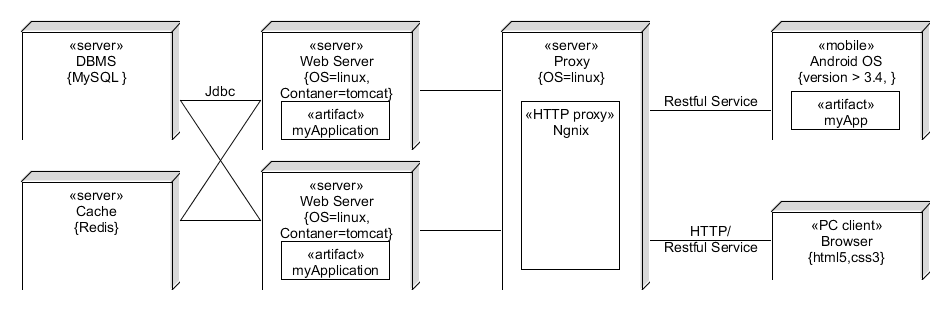 «server»
DBMS
{MySQL }
Jdbc
«server»
Cache
{Redis}
«server»
Web Server
{OS=linux,
Contaner=tomcat}
«artifact»
myApplication
«server»
Web Server
{OS=linux,
Contaner=tomcat}
«artifact»
myApplication
«server»
Proxy
{OS=linux}
«HTTP proxy»
Ngnix
Restful Service
HTTP/
Restful Service
«mobile»
Android OS
{version > 3.4, }
«artifact»
myApp
«PC client»
Browser
{html5,css3}